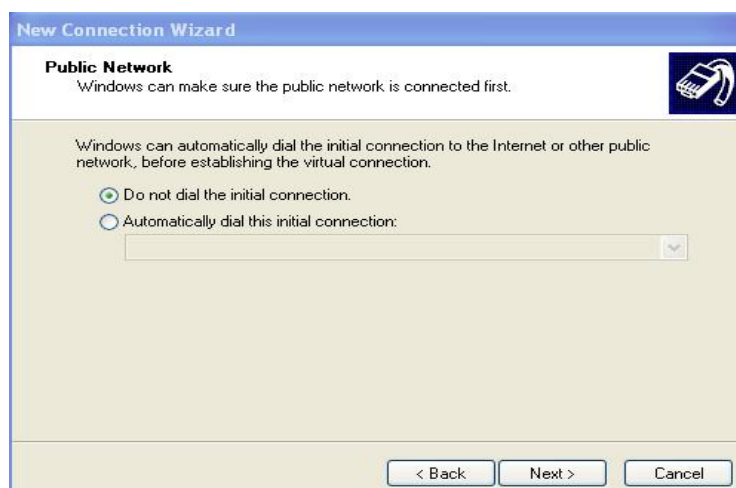 New Connection Wizard
Public Network
Windows can make sure the public network is connected first.
Windows can automatically dial the initial connection to the Internet or other public
network, before establishing the virtual connection.
Do not dial the initial connection.
Automatically dial this initial connection:
< Back Next > Cancel